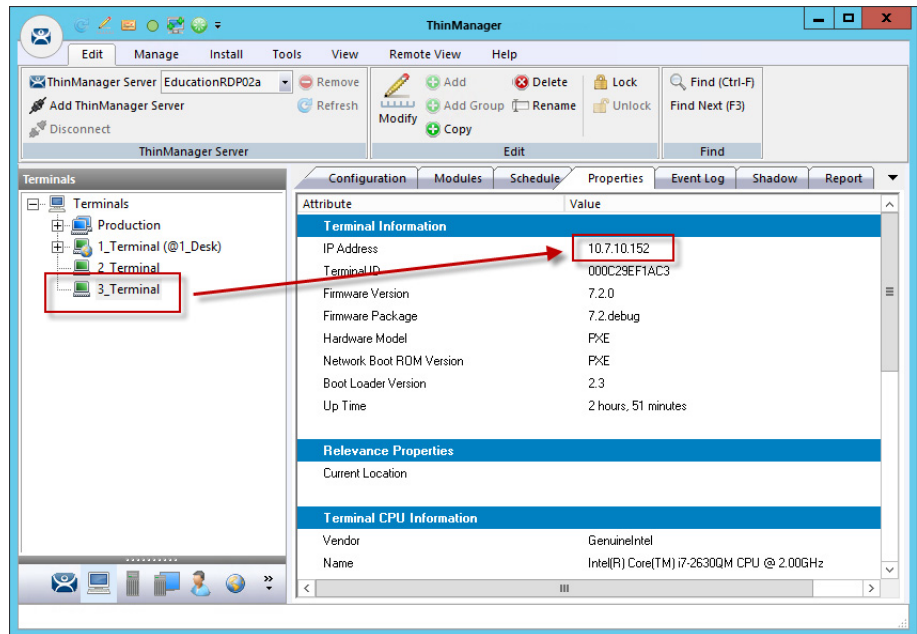 ThinManager
Edit Manage Install Tools View Remote View Help
ThinManager Server EducationRDP02a
Add ThinManager Server
Disconnect
ThinManager Server
Remove
Refresh
Modify
Add
Add Group
Copy
Delete
Rename
Edit
Lock
Unlock
Find (Ctrl-F)
Find Next (F3)
Find
Terminals
Terminals
Production
1_Terminal (@1_Desk)
2_Terminal
3_Terminal
Configuration Modules Schedule Properties Event Log Shadow Report
Attribute Value
Terminal Information
IP Address 10.7.10.152
Terminal ID 000C29EF1AC3
Firmware Version 7.2.0
Firmware Package 7.2.debug
Hardware Model PXE
Network Boot ROM Version PXE
Boot Loader Version 2.3
Up Time 2 hours, 51 minutes
Relevance Properties
Current Location
Terminal CPU Information
Vendor GenuineIntel
Name Intel(R) Core(TM) i7-2630QM CPU @ 2.00GHz